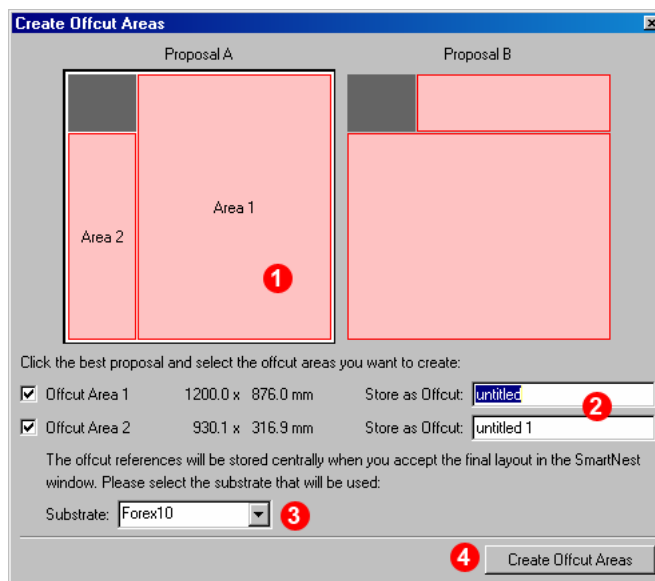 Create Offcut Areas
Proposal A
Proposal B
Area 1
Area 2
1
Click the best proposal and select the offcut areas you want to create:
Offcut Area 1 1200.0 x 876.0 mm Store as Offcut: untitled
2
Offcut Area 2 930.1 x 316.9 mm Store as Offcut: untitled 1
The offcut references will be stored centrally when you accept the final layout in the SmartNest
window. Please select the substrate that will be used:
Substrate: Forex10
3
4
Create Offcut Areas